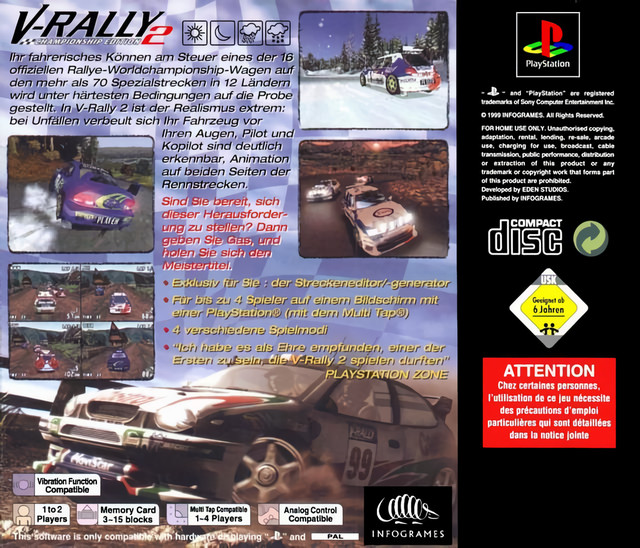 V-RALLY 2
CHAMPIONSHIP EDITION
Ihr fahrerisches Können am Steuer eines der 16
offiziellen Rallye-Worldchampionship-Wagen auf
den mehr als 70 Spezialstrecken in 12 Ländern
wird unter härtesten Bedingungen auf die Probe
gestellt. In V-Rally 2 ist der Realismus extrem:
bei Unfällen verbeult sich Ihr Fahrzeug vor
Ihren Augen, Pilot und
Kopilot sind deutlich
erkennbar, Animation
auf beiden Seiten der
Rennstrecken.
Sind Sie bereit, sich
dieser Herausforder-
ung zu stellen? Dann
geben Sie Gas, und
holen Sie sich den
Meistertitel.
• Exklusiv für Sie : der Streckeneditor/-generator
• Für bis zu 4 Spieler auf einem Bildschirm mit
einer PlayStation® (mit dem Multi Tap®)
• 4 verschiedene Spielmodi
• "Ich habe es als Ehre empfunden, einer der
Ersten zu sein, die V-Rally 2 spielen durften"
PLAYSTATION ZONE
V-RALLY
99
Vibration Function
Compatible
1 to 2
Players
Memory Card
3–15 blocks
Multi Tap Compatible
1–4 Players
Analog Control
Compatible
INFOGRAMES
This software is only compatible with hardware displaying " " and PAL
PlayStation
" " and "PlayStation" are registered
trademarks of Sony Computer Entertainment Inc.
© 1999 INFOGRAMES. All Rights Reserved.
FOR HOME USE ONLY. Unauthorised copying,
adaptation, rental, lending, re-sale, arcade
use, charging for use, broadcast, cable
transmission, public performance, distribution
or extraction of this product or any
trademark or copyright work that forms part
of this product are prohibited.
Developed by EDEN STUDIOS.
Published by INFOGRAMES.
COMPACT
disc
USK
Geeignet ab
6 Jahren
ATTENTION
Chez certaines personnes,
l'utilisation de ce jeu nécessite
des précautions d'emploi
particulières qui sont détaillées
dans la notice jointe